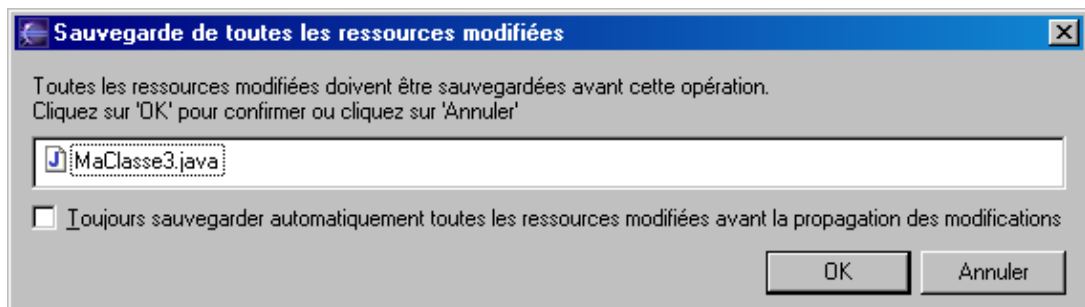 Sauvegarde de toutes les ressources modifiées
Toutes les ressources modifiées doivent être sauvegardées avant cette opération.
Cliquez sur 'OK' pour confirmer ou cliquez sur 'Annuler'
MaClasse3.java
Toujours sauvegarder automatiquement toutes les ressources modifiées avant la propagation des modifications
OK Annuler